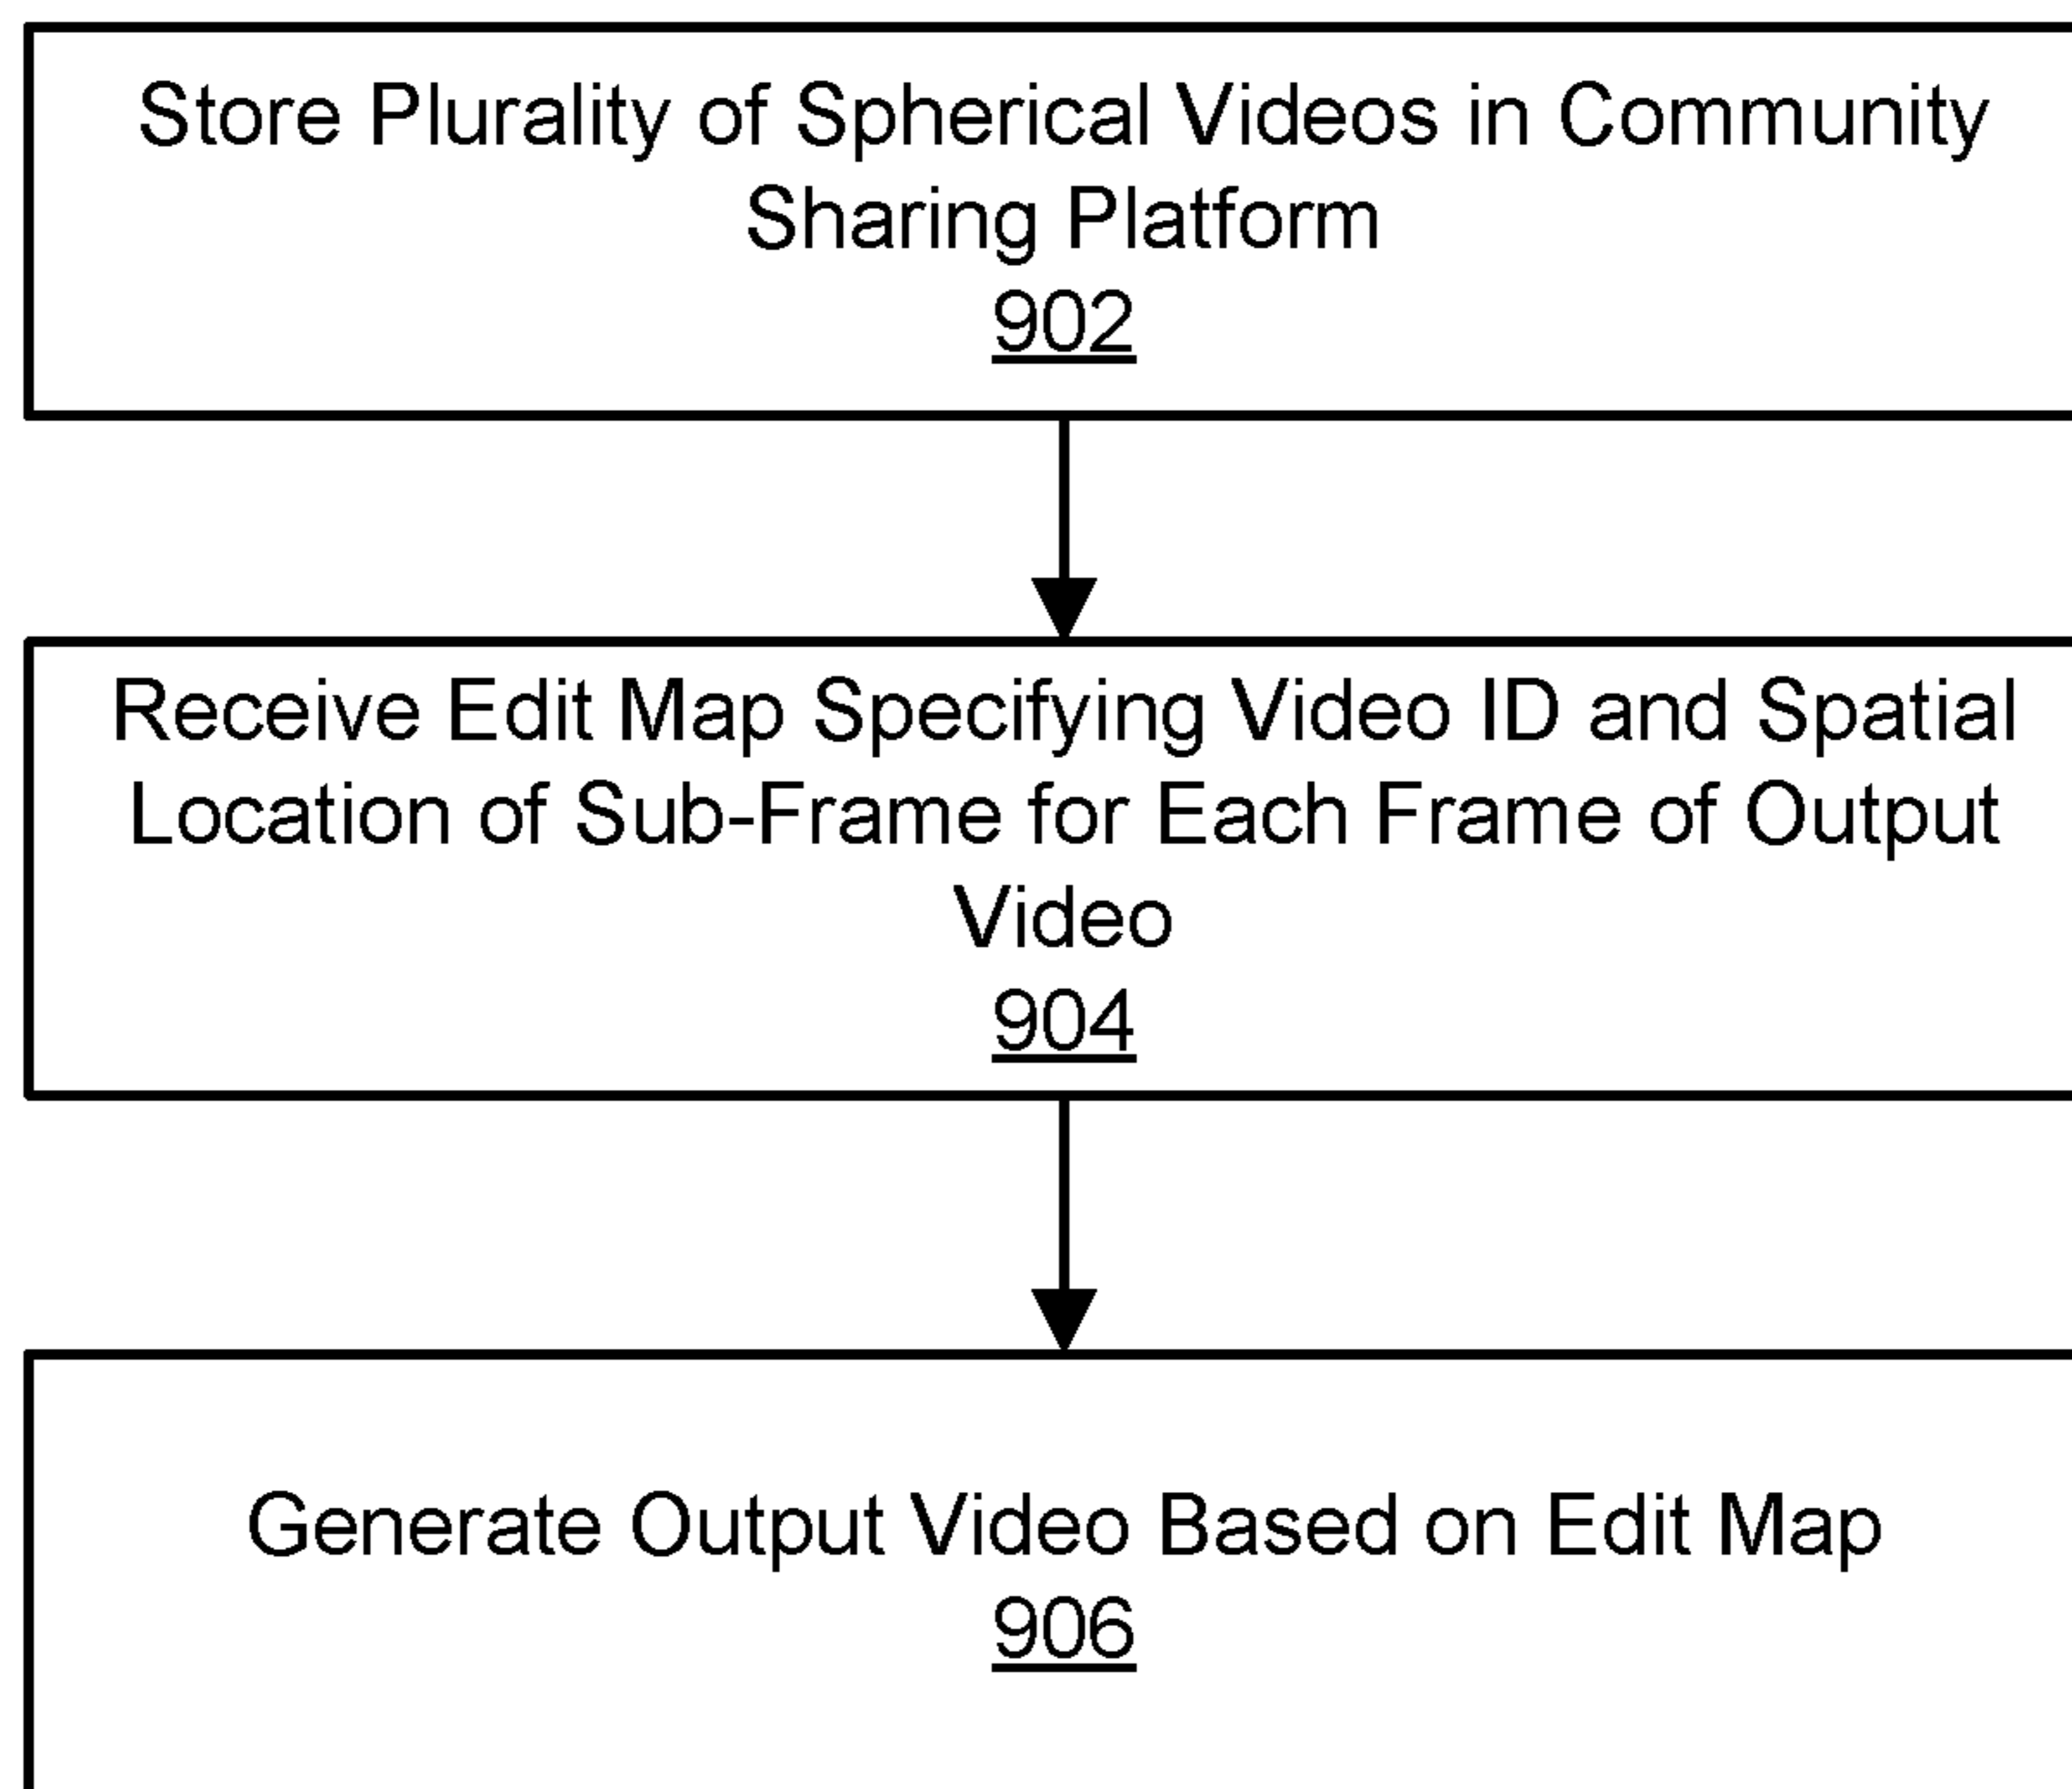 Store Plurality of Spherical Videos in Community
Sharing Platform
902
Receive Edit Map Specifying Video ID and Spatial
Location of Sub-Frame for Each Frame of Output
Video
904
Generate Output Video Based on Edit Map
906